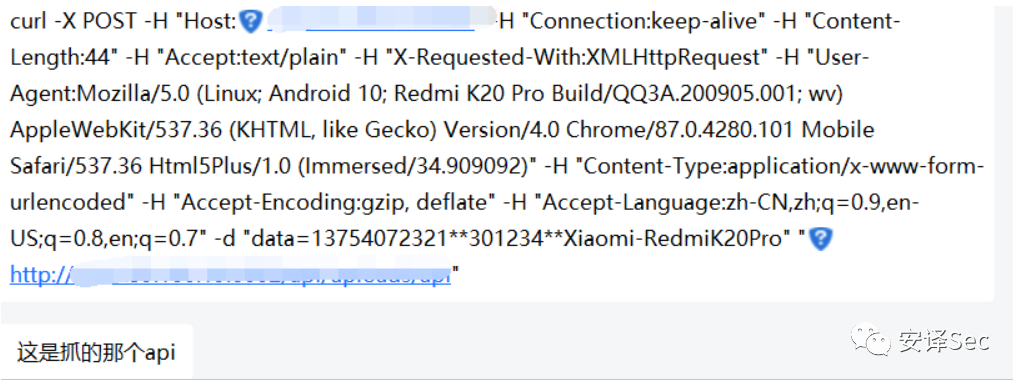 curl -X POST -H "Host: -H "Connection:keep-alive" -H "Content-
Length:44" -H "Accept:text/plain" -H "X-Requested-With:XMLHttpRequest" -H "User-
Agent:Mozilla/5.0 (Linux; Android 10; Redmi K20 Pro Build/QQ3A.200905.001; wv)
AppleWebKit/537.36 (KHTML, like Gecko) Version/4.0 Chrome/87.0.4280.101 Mobile
Safari/537.36 Html5Plus/1.0 (Immersed/34.909092)" -H "Content-Type:application/x-www-form-
urlencoded" -H "Accept-Encoding:gzip, deflate" -H "Accept-Language:zh-CN,zh;q=0.9,en-
US;q=0.8,en;q=0.7" -d "data=13754072321**301234**Xiaomi-RedmiK20Pro" "
http://"
这是抓的那个api
安译Sec